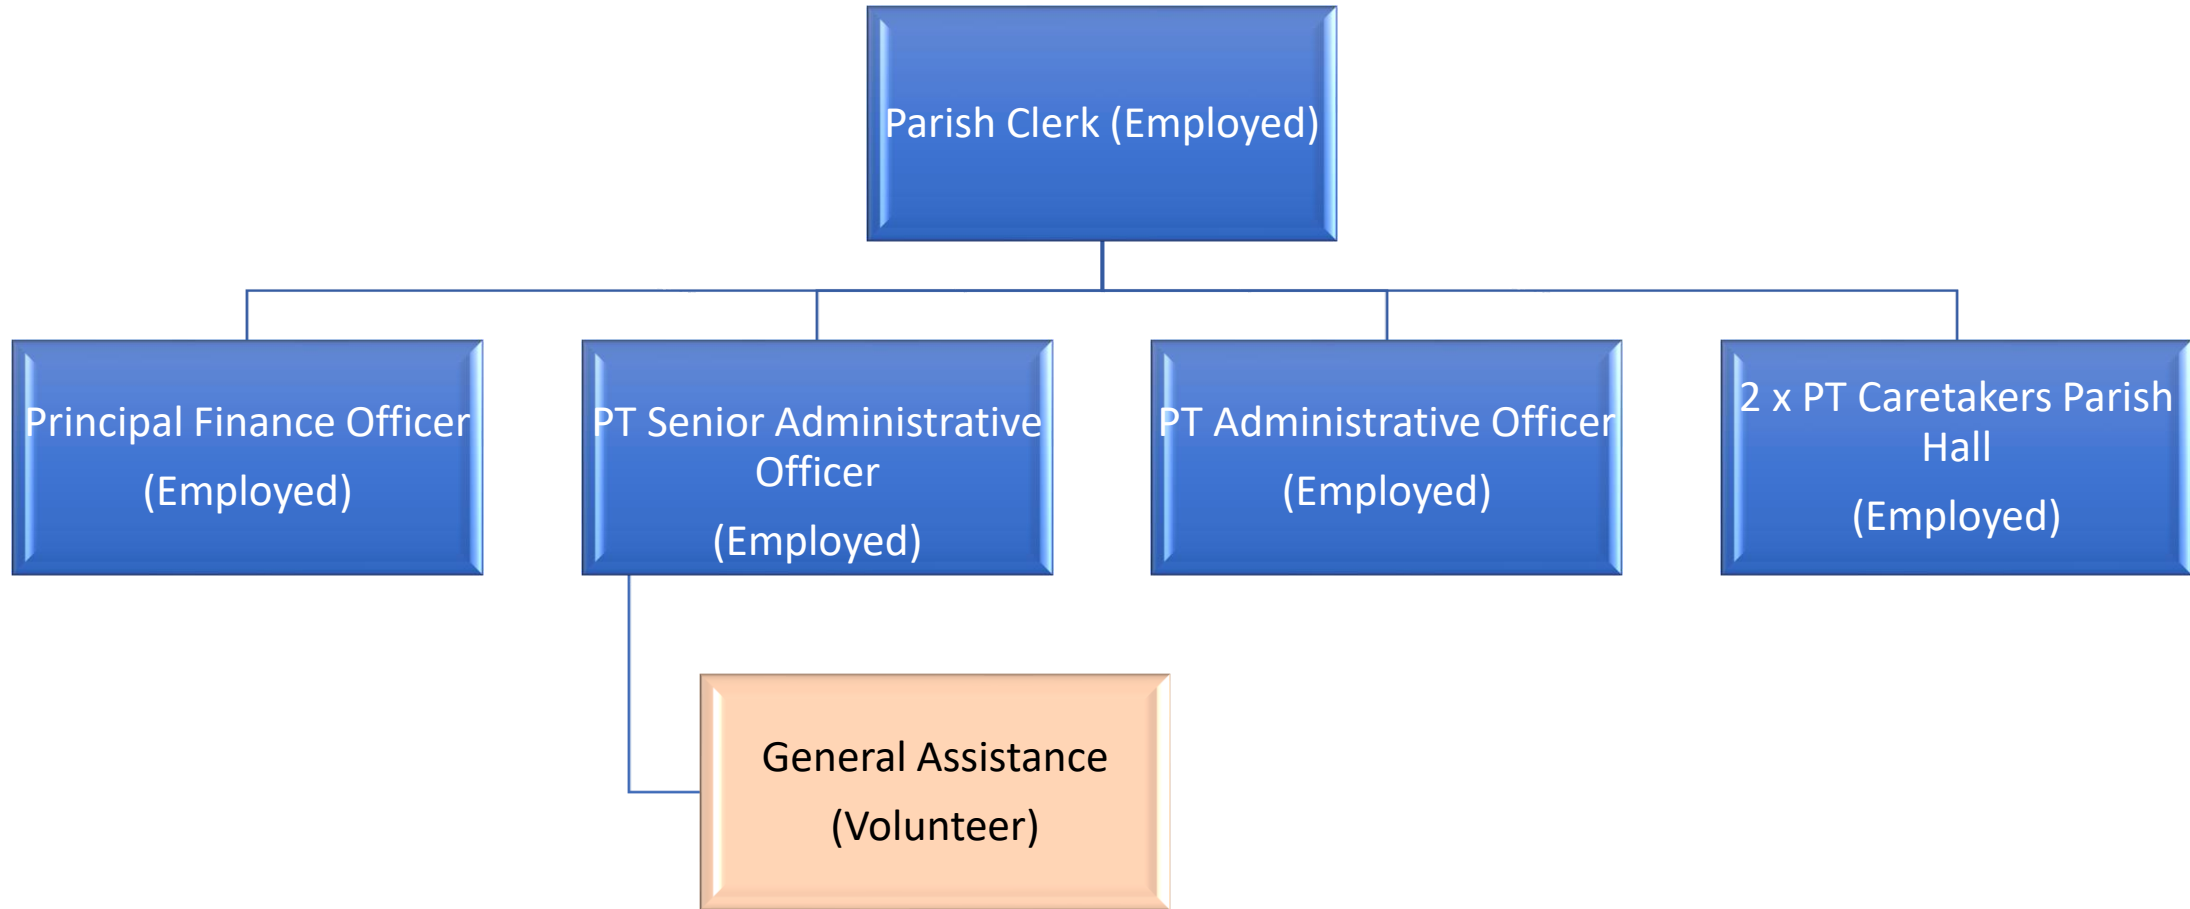 Parish Clerk (Employed)
Principal Finance Officer
(Employed)
PT Senior Administrative
Officer
(Employed)
PT Administrative Officer
(Employed)
2 x PT Caretakers Parish
Hall
(Employed)
General Assistance
(Volunteer)